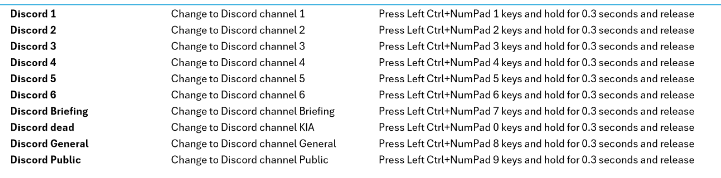 Discord 1 Change to Discord channel 1 Press Left Ctrl+NumPad 1 keys and hold for 0.3 seconds and release
Discord 2 Change to Discord channel 2 Press Left Ctrl+NumPad 2 keys and hold for 0.3 seconds and release
Discord 3 Change to Discord channel 3 Press Left Ctrl+NumPad 3 keys and hold for 0.3 seconds and release
Discord 4 Change to Discord channel 4 Press Left Ctrl+NumPad 4 keys and hold for 0.3 seconds and release
Discord 5 Change to Discord channel 5 Press Left Ctrl+NumPad 5 keys and hold for 0.3 seconds and release
Discord 6 Change to Discord channel 6 Press Left Ctrl+NumPad 6 keys and hold for 0.3 seconds and release
Discord Briefing Change to Discord channel Briefing Press Left Ctrl+NumPad 7 keys and hold for 0.3 seconds and release
Discord dead Change to Discord channel KIA Press Left Ctrl+NumPad 0 keys and hold for 0.3 seconds and release
Discord General Change to Discord channel General Press Left Ctrl+NumPad 8 keys and hold for 0.3 seconds and release
Discord Public Change to Discord channel Public Press Left Ctrl+NumPad 9 keys and hold for 0.3 seconds and release